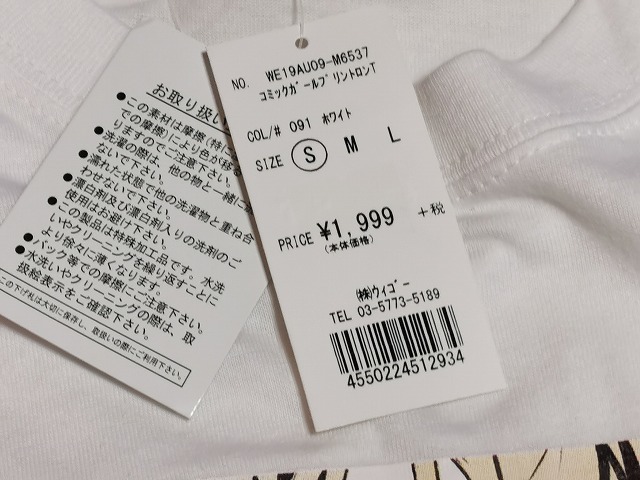 お取り扱い
●この素材は摩擦(特に
での摩擦)により色が移
りますのでご注意下さい。
●洗濯の際は、他の物と一緒に
ないで下さい。
●濡れた状態で他の洗濯物と重ね合
わせないで下さい。
●漂白剤及び漂白剤入りの洗剤のご
使用はお避け下さい。
●この製品は特殊加工品です。水洗
いやクリーニングを繰り返すことに
より徐々に薄くなります。
●バック等での摩擦にご注意下さい。
●水洗いやクリーニングの際は、取
扱絵表示をご確認下さい。
この下げ札は大切に保存し、取扱いの際にご利用下さい。
NO. WE19AU09-M6537
コミックガールプリントロンT
COL/# 091 ホワイト
SIZE S M L
PRICE ¥1,999 +税
(本体価格)
(株)ウィゴー
TEL 03-5773-5189
4550224512934